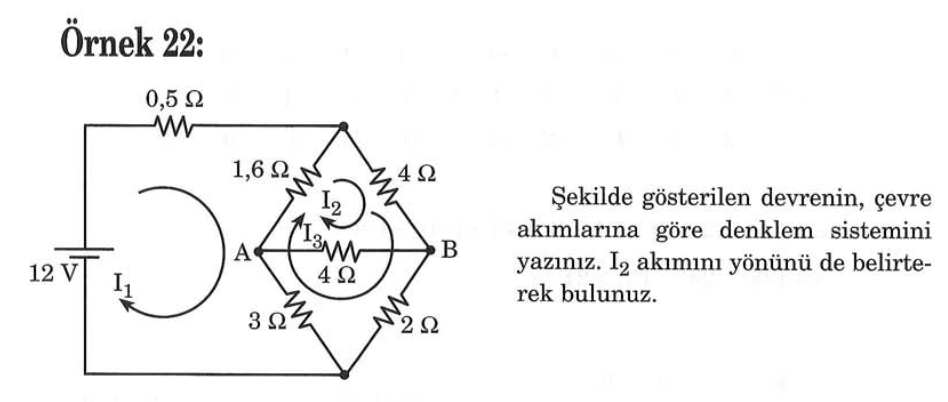 Örnek 22:
0,5 Ω
1,6 Ω
4 Ω
I2
I3
A
B
4 Ω
12 V
I1
3 Ω
2 Ω
Şekilde gösterilen devrenin, çevre
akımlarına göre denklem sistemini
yazınız. I2 akımını yönünü de belirte-
rek bulunuz.